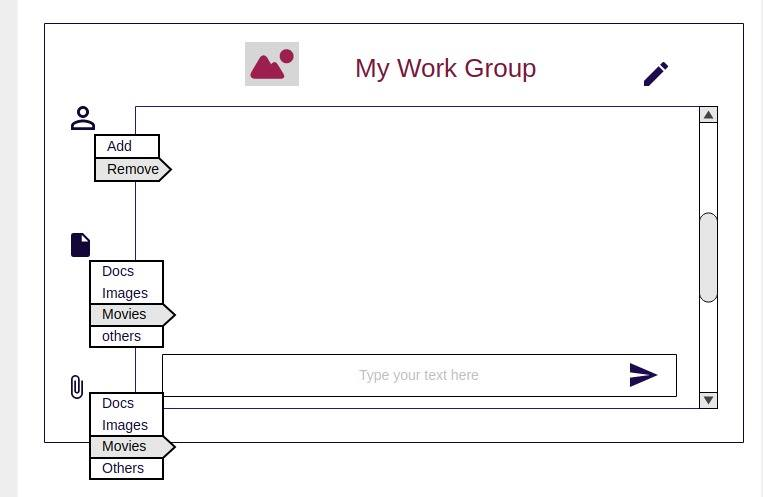 My Work Group
Add
Remove
Docs
Images
Movies
others
Type your text here
Docs
Images
Movies
Others